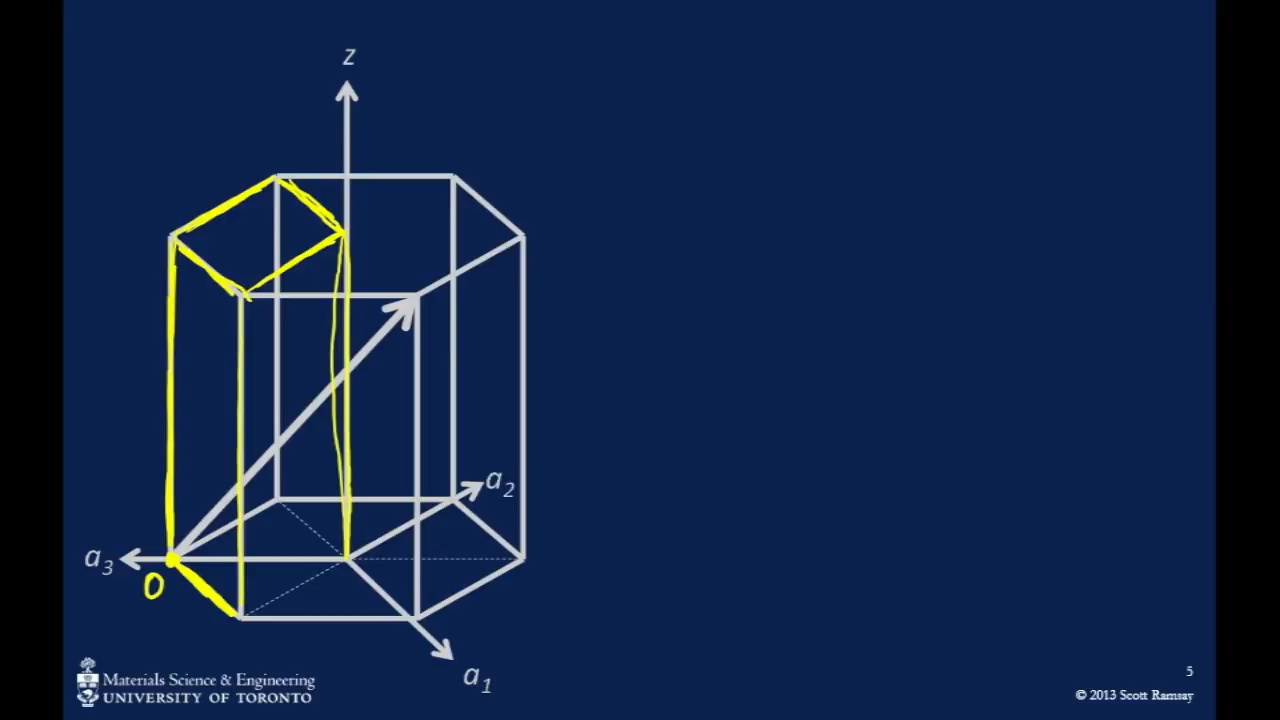 z
a2
a3
0
a1
Materials Science & Engineering
UNIVERSITY OF TORONTO
5
© 2013 Scott Ramsay